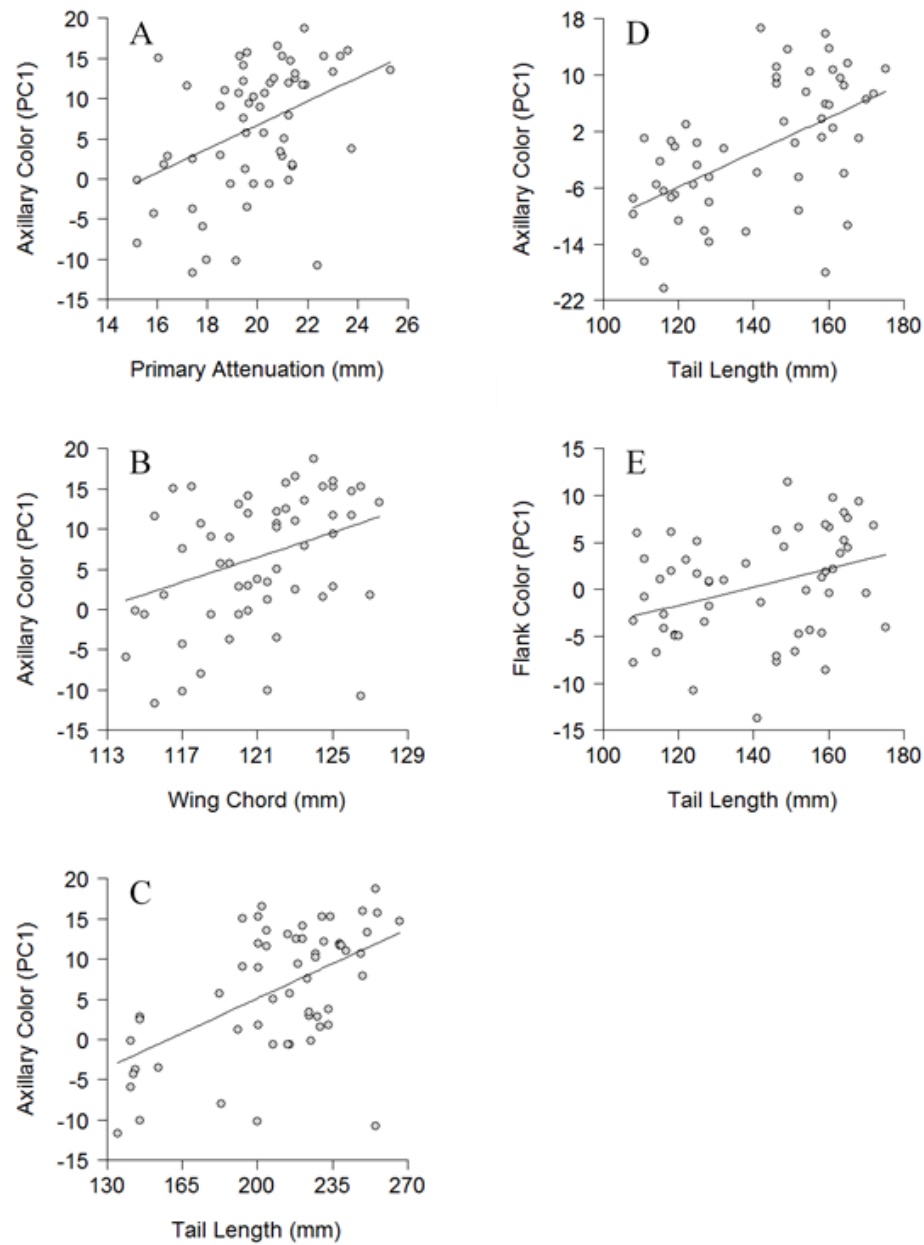 A
20
15
10
5
0
-5
-10
-15
Axillary Color (PC1)
14 16 18 20 22 24 26
Primary Attenuation (mm)
B
20
15
10
5
0
-5
-10
-15
Axillary Color (PC1)
113 117 121 125 129
Wing Chord (mm)
C
20
15
10
5
0
-5
-10
-15
Axillary Color (PC1)
130 165 200 235 270
Tail Length (mm)
D
18
10
2
-6
-14
-22
Axillary Color (PC1)
100 120 140 160 180
Tail Length (mm)
E
15
10
5
0
-5
-10
-15
Flank Color (PC1)
100 120 140 160 180
Tail Length (mm)